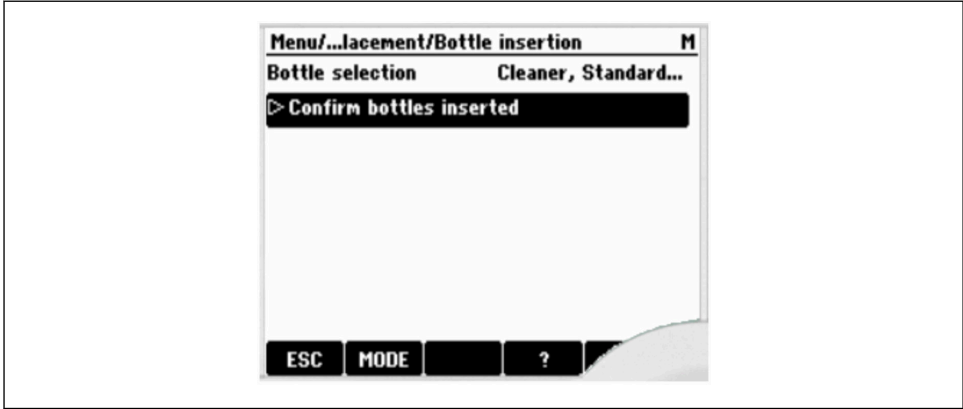 Menu/...lacement/Bottle insertion M
Bottle selection Cleaner, Standard...
▷ Confirm bottles inserted
ESC MODE ?